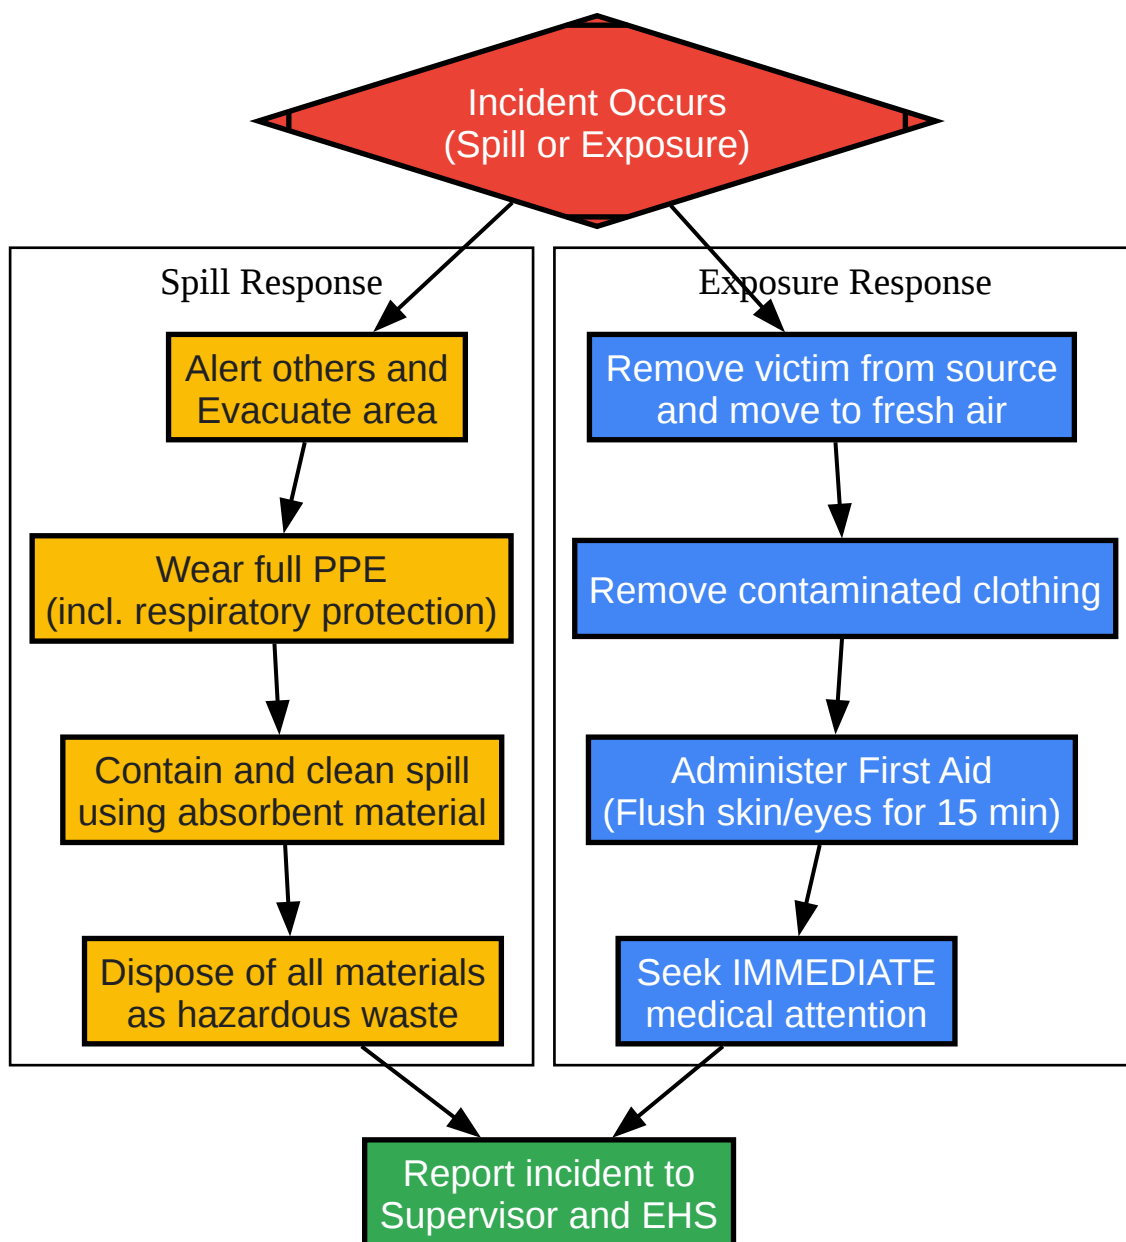 Incident Occurs
(Spill or Exposure)
Spill Response
Alert others and
Evacuate area
Wear full PPE
(incl. respiratory protection)
Contain and clean spill
using absorbent material
Dispose of all materials
as hazardous waste
Exposure Response
Remove victim from source
and move to fresh air
Remove contaminated clothing
Administer First Aid
(Flush skin/eyes for 15 min)
Seek IMMEDIATE
medical attention
Report incident to
Supervisor and EHS